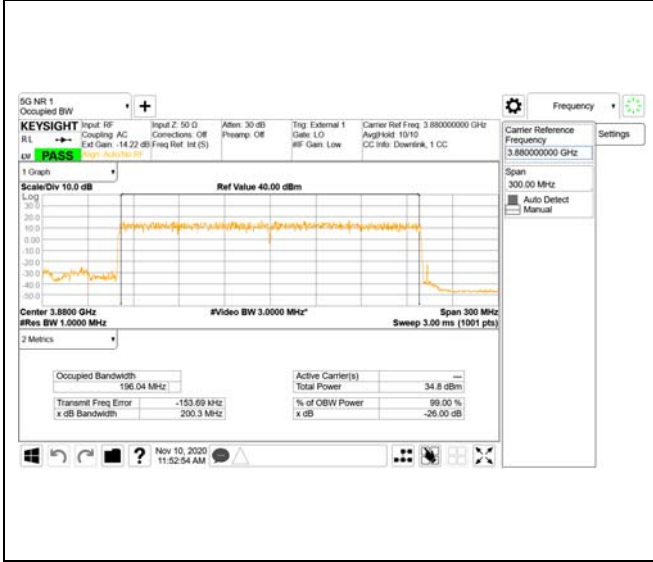 5G NR 1
Occupied BW
Frequency
KEYSIGHT
Input: RF
Input Z: 50 Ω
Atten: 30 dB
Trig: External 1
Carrier Ref Freq: 3.880000000 GHz
R L
Coupling: AC
Corrections: Off
Preamp: Off
Gate: LO
Avg|Hold: 10/10
Ext Gain: -14.22 dB
Freq Ref: Int (S)
#IF Gain: Low
CC Info: Downlink, 1 CC
PASS
Align: Auto/No RF
Carrier Reference
Frequency
3.880000000 GHz
Settings
Span
300.00 MHz
Auto Detect
Manual
1 Graph
Scale/Div 10.0 dB
Ref Value 40.00 dBm
Log
30.0
20.0
10.0
0.00
-10.0
-20.0
-30.0
-40.0
-50.0
Center 3.8800 GHz
#Video BW 3.0000 MHz*
Span 300 MHz
#Res BW 1.0000 MHz
Sweep 3.00 ms (1001 pts)
2 Metrics
Occupied Bandwidth
196.04 MHz
Active Carrier(s)
---
Total Power
34.8 dBm
Transmit Freq Error
-153.69 kHz
% of OBW Power
99.00 %
x dB Bandwidth
200.3 MHz
x dB
-26.00 dB
Nov 10, 2020
11:52:54 AM